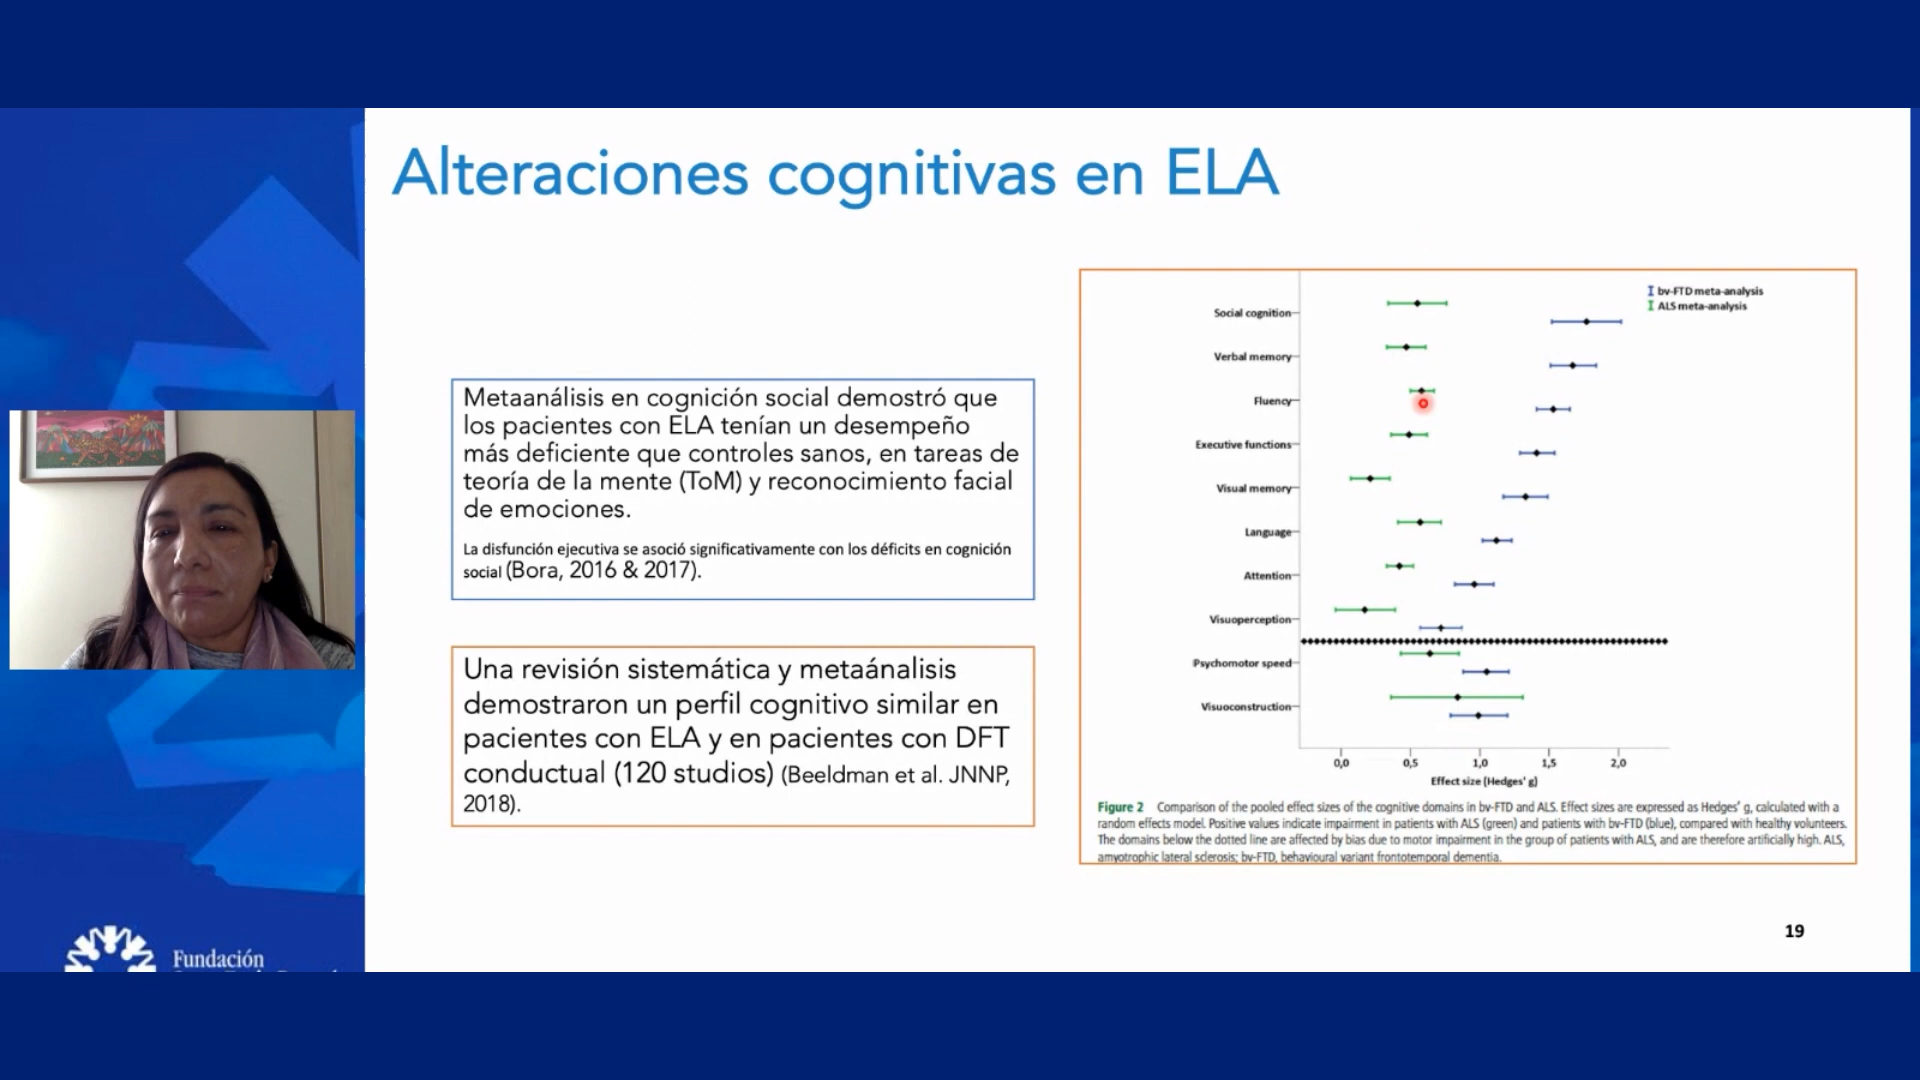 Alteraciones cognitivas en ELA
Metaanálisis en cognición social demostró que
los pacientes con ELA tenían un desempeño
más deficiente que controles sanos, en tareas de
teoría de la mente (ToM) y reconocimiento facial
de emociones.
La disfunción ejecutiva se asoció significativamente con los déficits en cognición
social (Bora, 2016 & 2017).
Una revisión sistemática y metaánalisis
demostraron un perfil cognitivo similar en
pacientes con ELA y en pacientes con DFT
conductual (120 studios) (Beeldman et al. JNNP,
2018).
bv-FTD meta-analysis
ALS meta-analysis
Social cognition
Verbal memory
Fluency
Executive functions
Visual memory
Language
Attention
Visuoperception
Psychomotor speed
Visuoconstruction
0,0 0,5 1,0 1,5 2,0
Effect size (Hedges' g)
Figure 2 Comparison of the pooled effect sizes of the cognitive domains in bv-FTD and ALS. Effect sizes are expressed as Hedges' g, calculated with a
random effects model. Positive values indicate impairment in patients with ALS (green) and patients with bv-FTD (blue), compared with healthy volunteers.
The domains below the dotted line are affected by bias due to motor impairment in the group of patients with ALS, and are therefore artificially high. ALS,
amyotrophic lateral sclerosis; bv-FTD, behavioural variant frontotemporal dementia.
19
Fundación